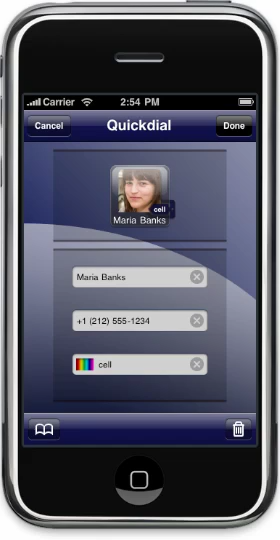 Carrier 2:54 PM
Cancel Quickdial Done
cell
Maria Banks
Maria Banks
+1 (212) 555-1234
cell